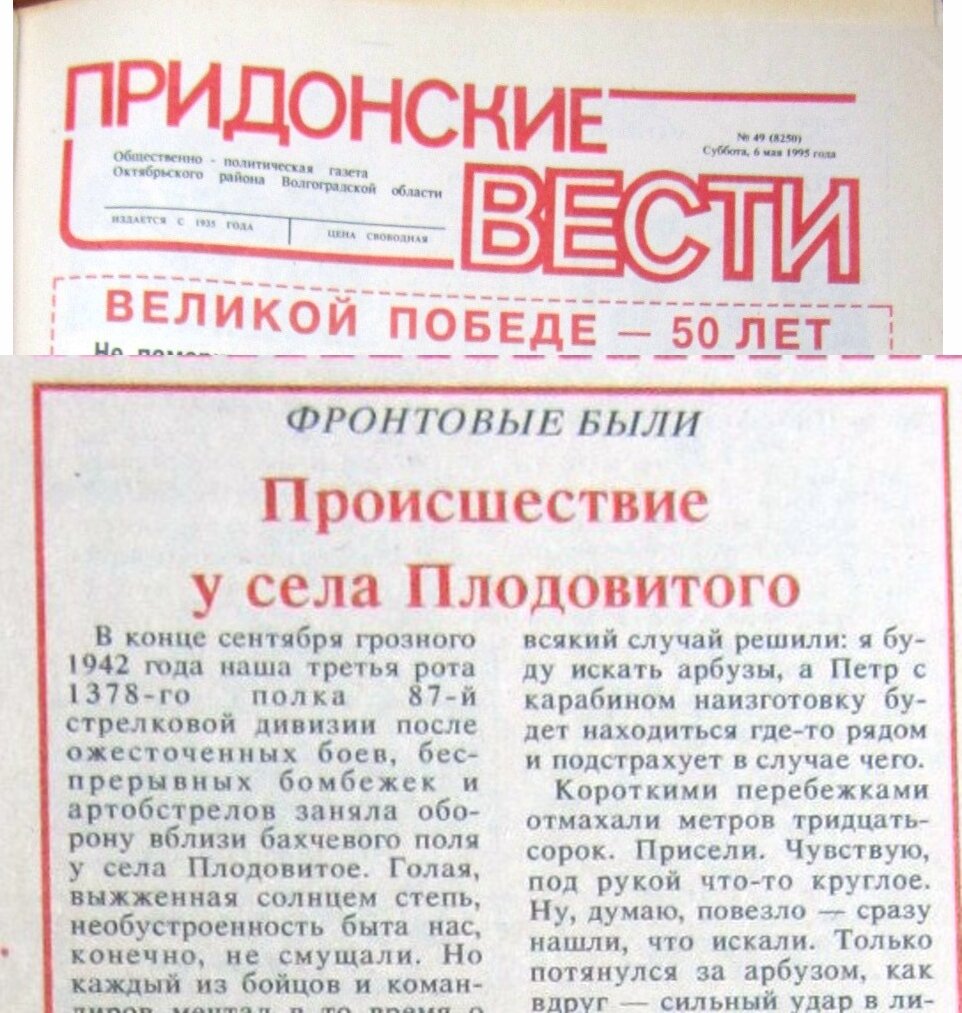 ПРИДОНСКИЕ
ВЕСТИ
№ 49 (8250)
Суббота, 6 мая 1995 года
Общественно - политическая газета
Октябрьского района Волгоградской области
ИЗДАЕТСЯ С 1935 ГОДА
ЦЕНА СВОБОДНАЯ
ВЕЛИКОЙ ПОБЕДЕ — 50 ЛЕТ
ФРОНТОВЫЕ БЫЛИ
Происшествие
у села Плодовитого
В конце сентября грозного
1942 года наша третья рота
1378-го полка 87-й
стрелковой дивизии после
ожесточенных боев, бес-
прерывных бомбежек и
артобстрелов заняла обо-
рону вблизи бахчевого поля
у села Плодовитое. Голая,
выжженная солнцем степь,
необустроенность быта нас,
конечно, не смущали. Но
каждый из бойцов и коман-
диров мечтал в то время о
всякий случай решили: я бу-
ду искать арбузы, а Петр с
карабином наизготовку бу-
дет находиться где-то рядом
и подстрахует в случае чего.
Короткими перебежками
отмахали метров тридцать-
сорок. Присели. Чувствую,
под рукой что-то круглое.
Ну, думаю, повезло — сразу
нашли, что искали. Только
потянулся за арбузом, как
вдруг — сильный удар в ли-